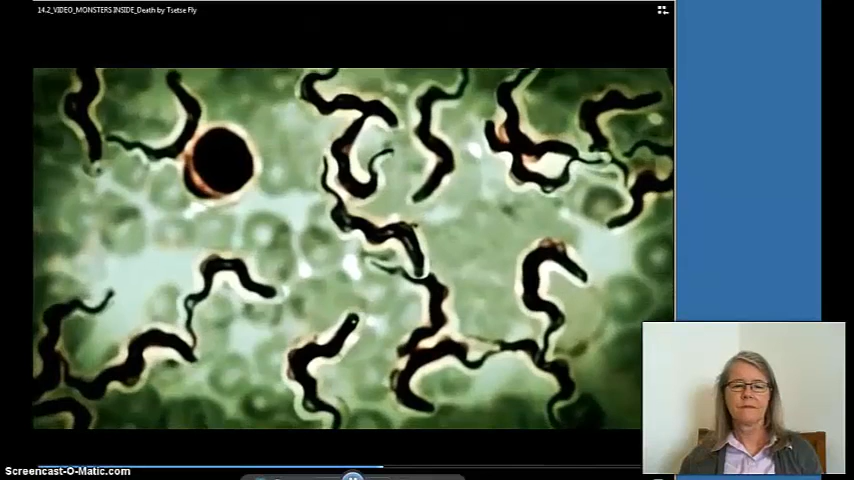 14.2_VIDEO_MONSTERS INSIDE_Death by Tsetse Fly
Screencast-O-Matic.com